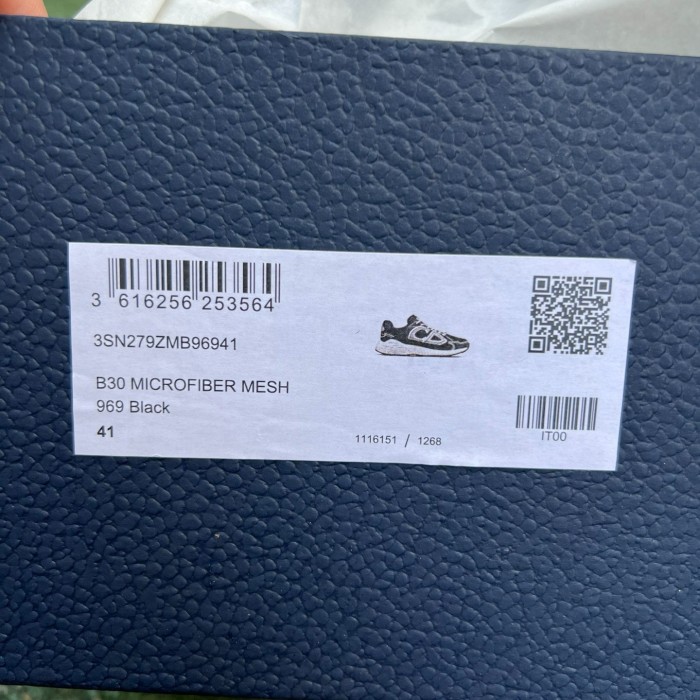 3 616256 253564
3SN279ZMB96941
B30 MICROFIBER MESH
969 Black
41
1116151 / 1268
IT00